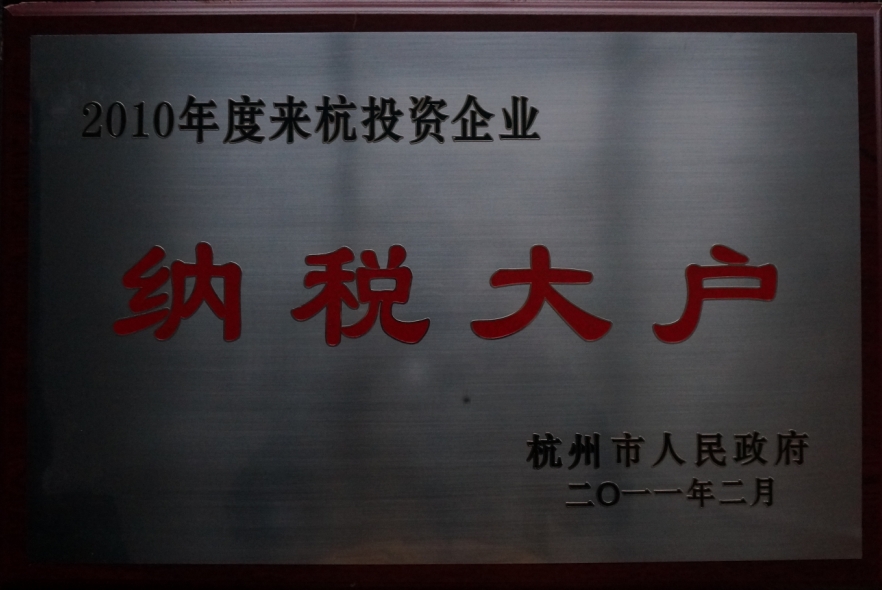 2010年度来杭投资企业
纳税大户
杭州市人民政府
二〇一一年二月